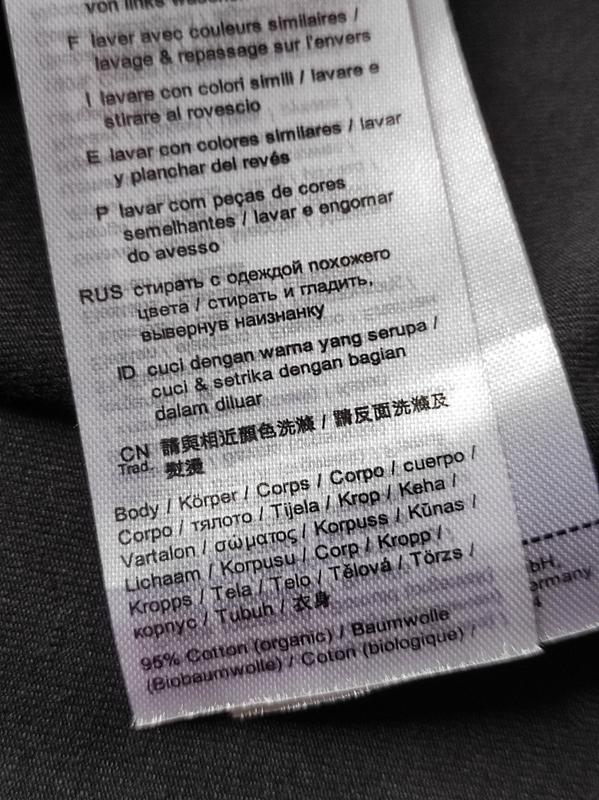 von links
F laver avec couleurs similaires /
lavage & repassage sur l'envers
I lavare con colori simili / lavare e
stirare al rovescio
E lavar con colores similares / lavar
y planchar del revés
P lavar com peças de cores
semelhantes / lavar e engomar
do avesso
RUS стирать с одеждой похожего
цвета / стирать и гладить,
вывернув наизнанку
ID cuci dengan warna yang serupa /
cuci & setrika dengan bagian
dalam diluar
CN Trad. 請與相近顏色洗滌 / 請反面洗滌及
熨燙
Body / Körper / Corps / Corpo / cuerpo /
Corpo / тялото / Tijela / Krop / Keha /
Vartalon / σώματος / Korpuss / Kūnas /
Lichaam / Korpusu / Corp / Kropp /
Kropps / Tela / Telo / Tělová / Törzs /
корпус / Tubuh / 衣身
95% Cotton (organic) / Baumwolle
(Biobaumwolle) / Coton (biologique) /
bH,
ermany
4